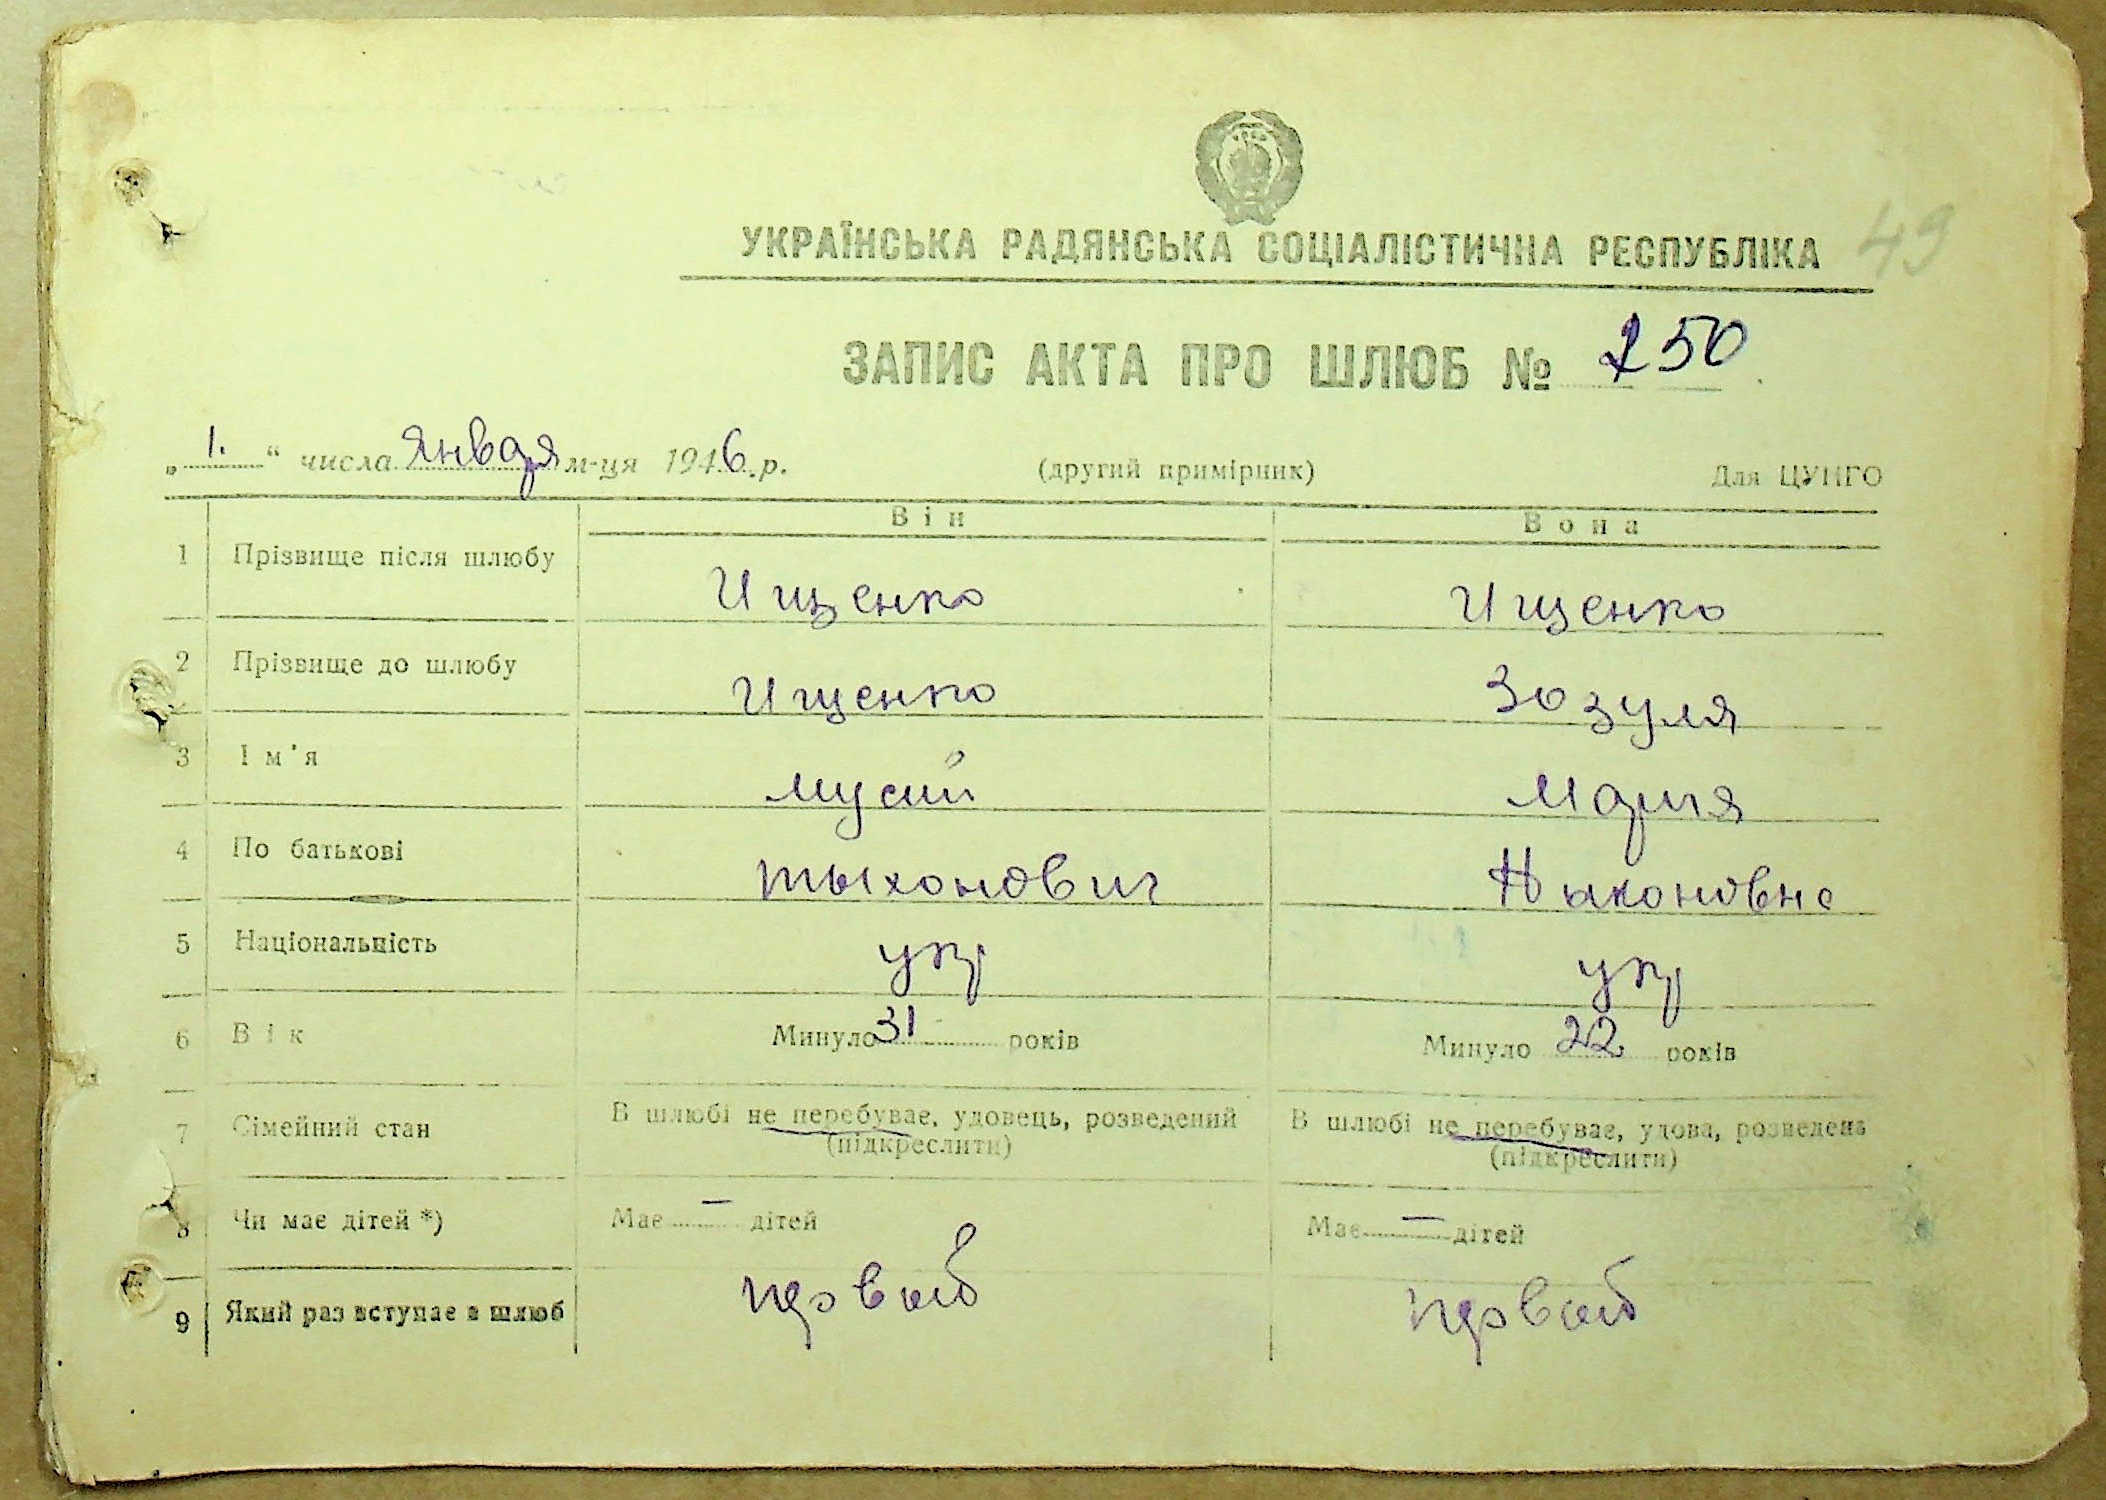 49
УКРАЇНСЬКА РАДЯНСЬКА СОЦІАЛІСТИЧНА РЕСПУБЛІКА
ЗАПИС АКТА ПРО ШЛЮБ № 250
„1.“ числа Января м-ця 1946 р. (другий примірник) Для ЦУНГО
Він Вона
1 Прізвище після шлюбу Ищенко Ищенко
2 Прізвище до шлюбу Ищенко Зозуля
3 Ім'я Мусий Мария
4 По батькові тыхонович Ныконовна
5 Національність укр укр
6 Вік Минуло 31 років Минуло 22 років
7 Сімейний стан В шлюбі не перебуває, удовець, розведений В шлюбі не перебуває, удова, розведена
(підкреслити) (підкреслити)
8 Чи має дітей *) Має — дітей Має — дітей
9 Який раз вступає в шлюб